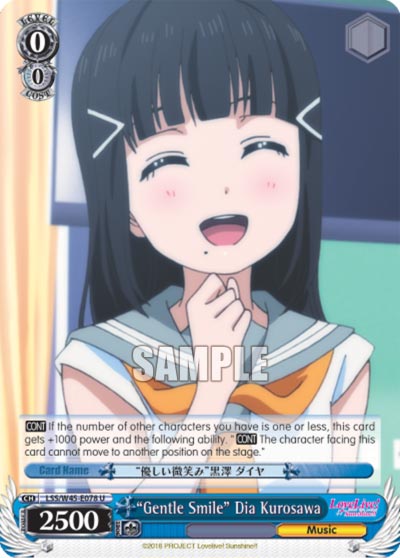 LEVEL
0
0
COST
SAMPLE
CONT If the number of other characters you have is one or less, this card
gets +1000 power and the following ability. " CONT The character facing this
card cannot move to another position on the stage."
Card Name
"優しい微笑み"黒澤 ダイヤ
CH LSS/W45-E078 U
2500
"Gentle Smile" Dia Kurosawa
LoveLive!
Sunshine!!
Music
©2016 PROJECT Lovelive! Sunshine!!